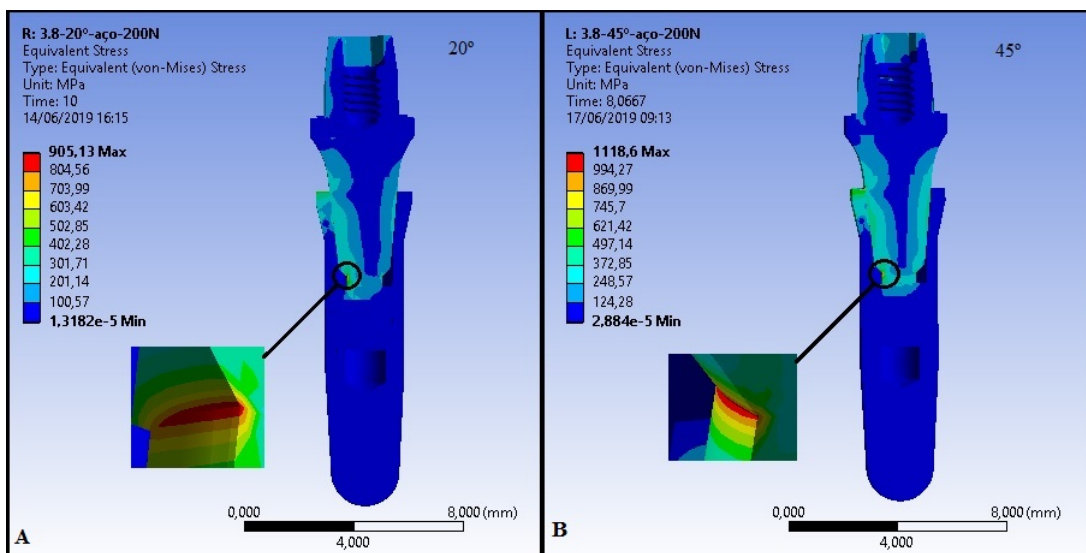 R: 3.8-20°-aço-200N
Equivalent Stress
Type: Equivalent (von-Mises) Stress
Unit: MPa
Time: 10
14/06/2019 16:15
20º
905,13 Max
804,56
703,99
603,42
502,85
402,28
301,71
201,14
100,57
1,3182e-5 Min
0,000
8,000 (mm)
4,000
A
L: 3.8-45°-aço-200N
Equivalent Stress
Type: Equivalent (von-Mises) Stress
Unit: MPa
Time: 8,0667
17/06/2019 09:13
45º
1118,6 Max
994,27
869,99
745,7
621,42
497,14
372,85
248,57
124,28
2,884e-5 Min
0,000
8,000 (mm)
4,000
B